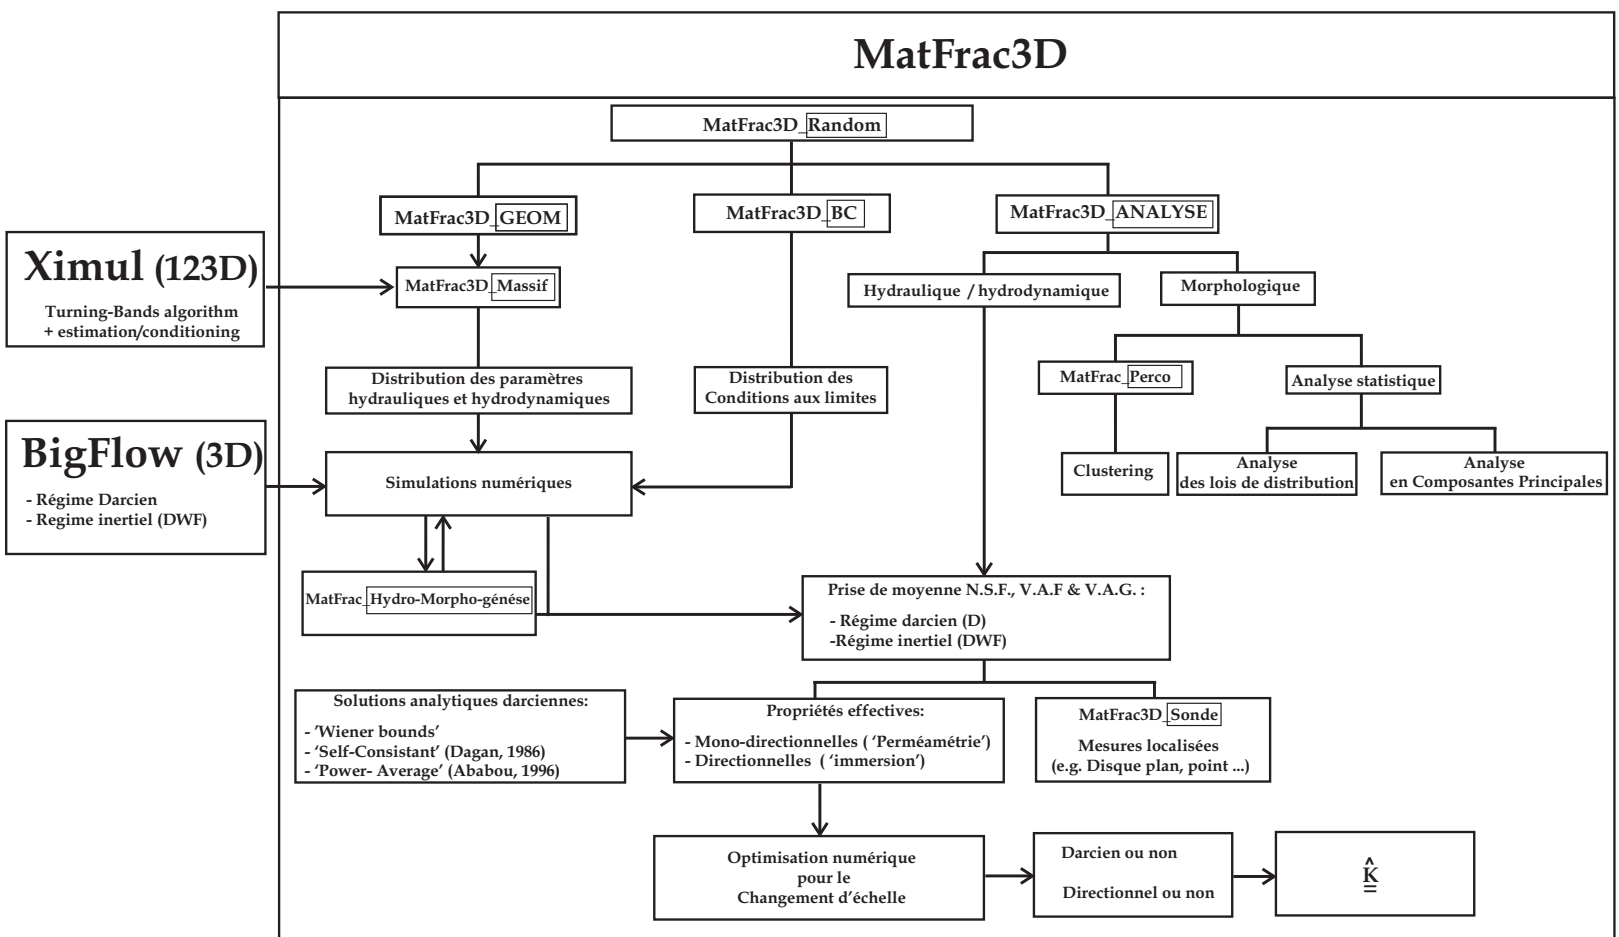 MatFrac3D
MatFrac3D_Random
MatFrac3D_GEOM
MatFrac3D_BC
MatFrac3D_ANALYSE
Ximul (123D)
Turning-Bands algorithm
+ estimation/conditioning
MatFrac3D_Massif
Hydraulique / hydrodynamique
Morphologique
Distribution des paramètres
hydrauliques et hydrodynamiques
Distribution des
Conditions aux limites
MatFrac_Perco
Analyse statistique
BigFlow (3D)
- Régime Darcien
- Regime inertiel (DWF)
Simulations numériques
Clustering
Analyse
des lois de distribution
Analyse
en Composantes Principales
MatFrac_Hydro-Morpho-génése
Prise de moyenne N.S.F., V.A.F & V.A.G. :
- Régime darcien (D)
-Régime inertiel (DWF)
Solutions analytiques darciennes:
- 'Wiener bounds'
- 'Self-Consistant' (Dagan, 1986)
- 'Power- Average' (Ababou, 1996)
Propriétés effectives:
- Mono-directionnelles ( 'Perméamétrie')
- Directionnelles ( 'immersion')
MatFrac3D_Sonde
Mesures localisées
(e.g. Disque plan, point ...)
Optimisation numérique
pour le
Changement d'échelle
Darcien ou non
Directionnel ou non
K̳̂